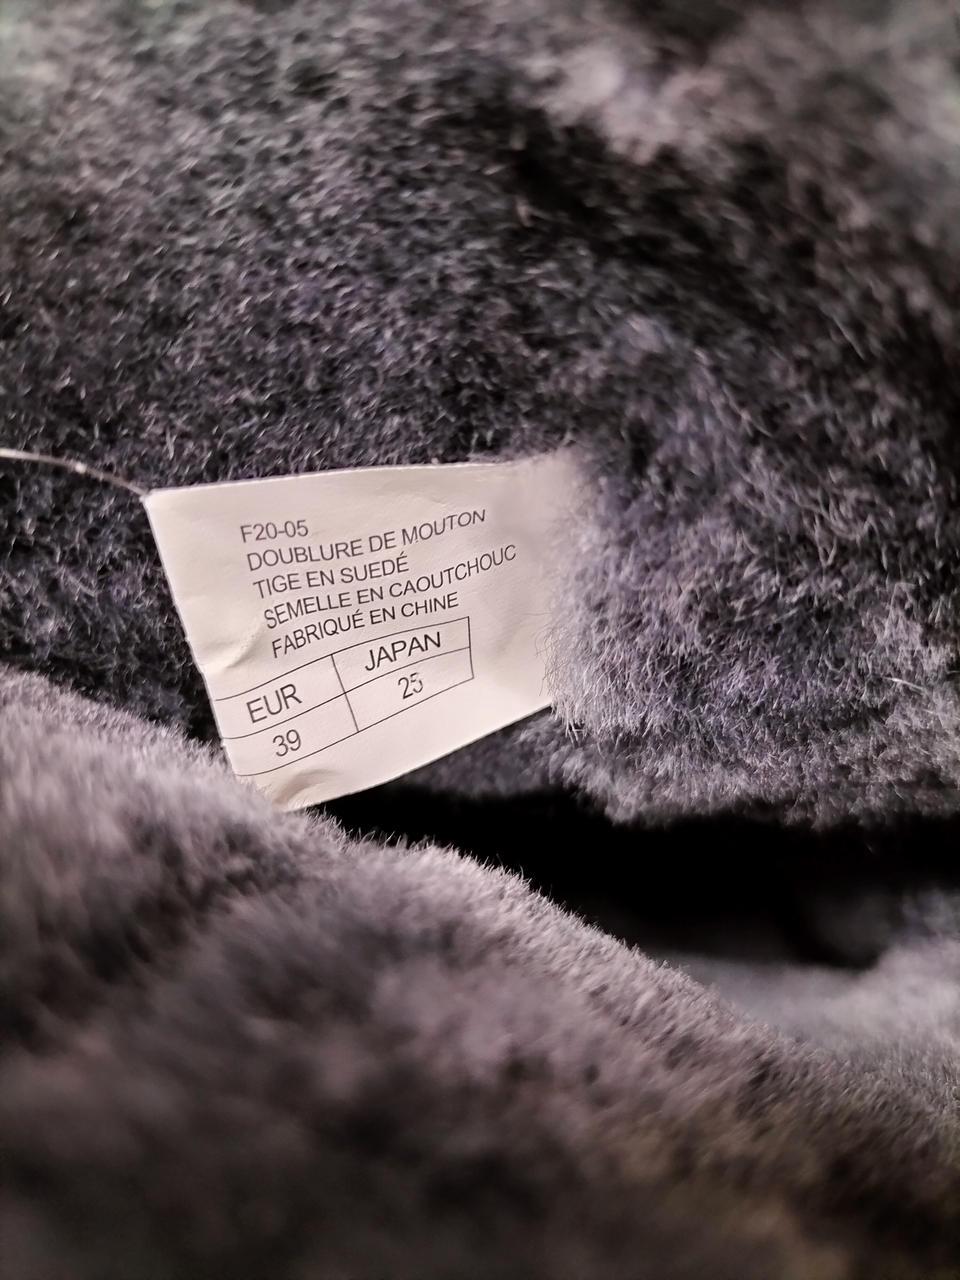 F20-05
DOUBLURE DE MOUTON
TIGE EN SUEDÉ
SEMELLE EN CAOUTCHOUC
FABRIQUÉ EN CHINE
EUR JAPAN
39 25